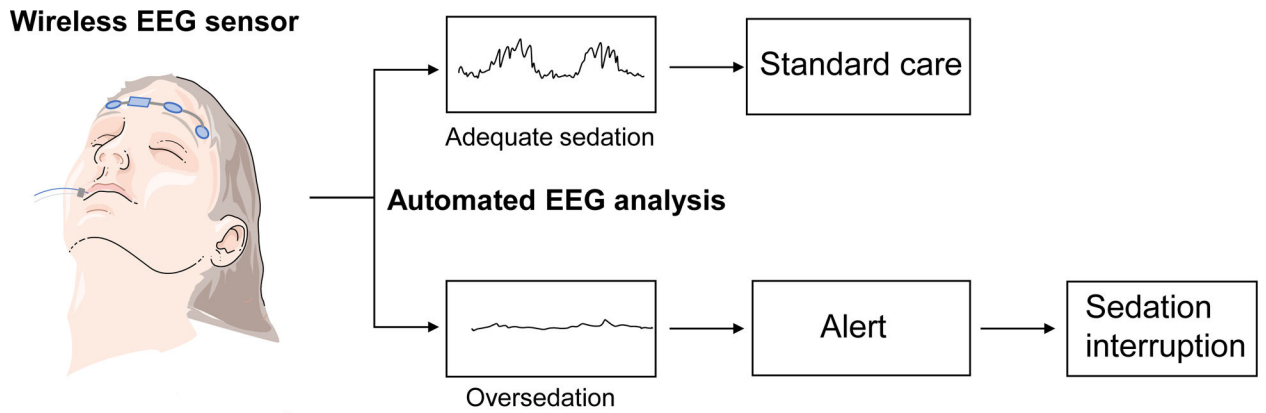 Wireless EEG sensor
Standard care
Adequate sedation
Automated EEG analysis
Alert
Sedation
interruption
Oversedation